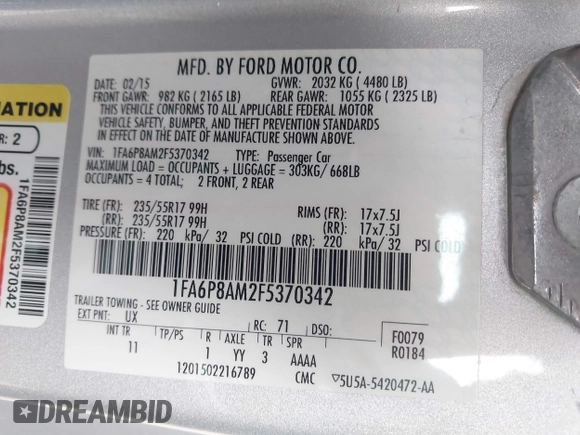 MFD. BY FORD MOTOR CO.
DATE: 02/15 GVWR: 2032 KG ( 4480 LB)
FRONT GAWR: 982 KG ( 2165 LB) REAR GAWR: 1055 KG ( 2325 LB)
THIS VEHICLE CONFORMS TO ALL APPLICABLE FEDERAL MOTOR
VEHICLE SAFETY, BUMPER, AND THEFT PREVENTION STANDARDS
IN EFFECT ON THE DATE OF MANUFACTURE SHOWN ABOVE.
VIN: 1FA6P8AM2F5370342 TYPE: Passenger Car
MAXIMUM LOAD = OCCUPANTS + LUGGAGE = 303KG/ 668LB
OCCUPANTS = 4 TOTAL; 2 FRONT, 2 REAR
TIRE (FR): 235/55R17 99H RIMS (FR): 17x7.5J
(RR): 235/55R17 99H (RR): 17x7.5J
PRESSURE (FR): 220 kPa/ 32 PSI COLD (RR): 220 kPa/ 32 PSI COLD
1FA6P8AM2F5370342
TRAILER TOWING - SEE OWNER GUIDE
EXT PNT: UX RC: 71 DSO:
F0079
R0184
INT TR TP/PS R AXLE TR SPR
11 1 YY 3 AAAA
1201502216789 CMC 5U5A-5420472-AA
MATION
R: 2
bs.
1FA6P8AM2F5370342
DREAMBID